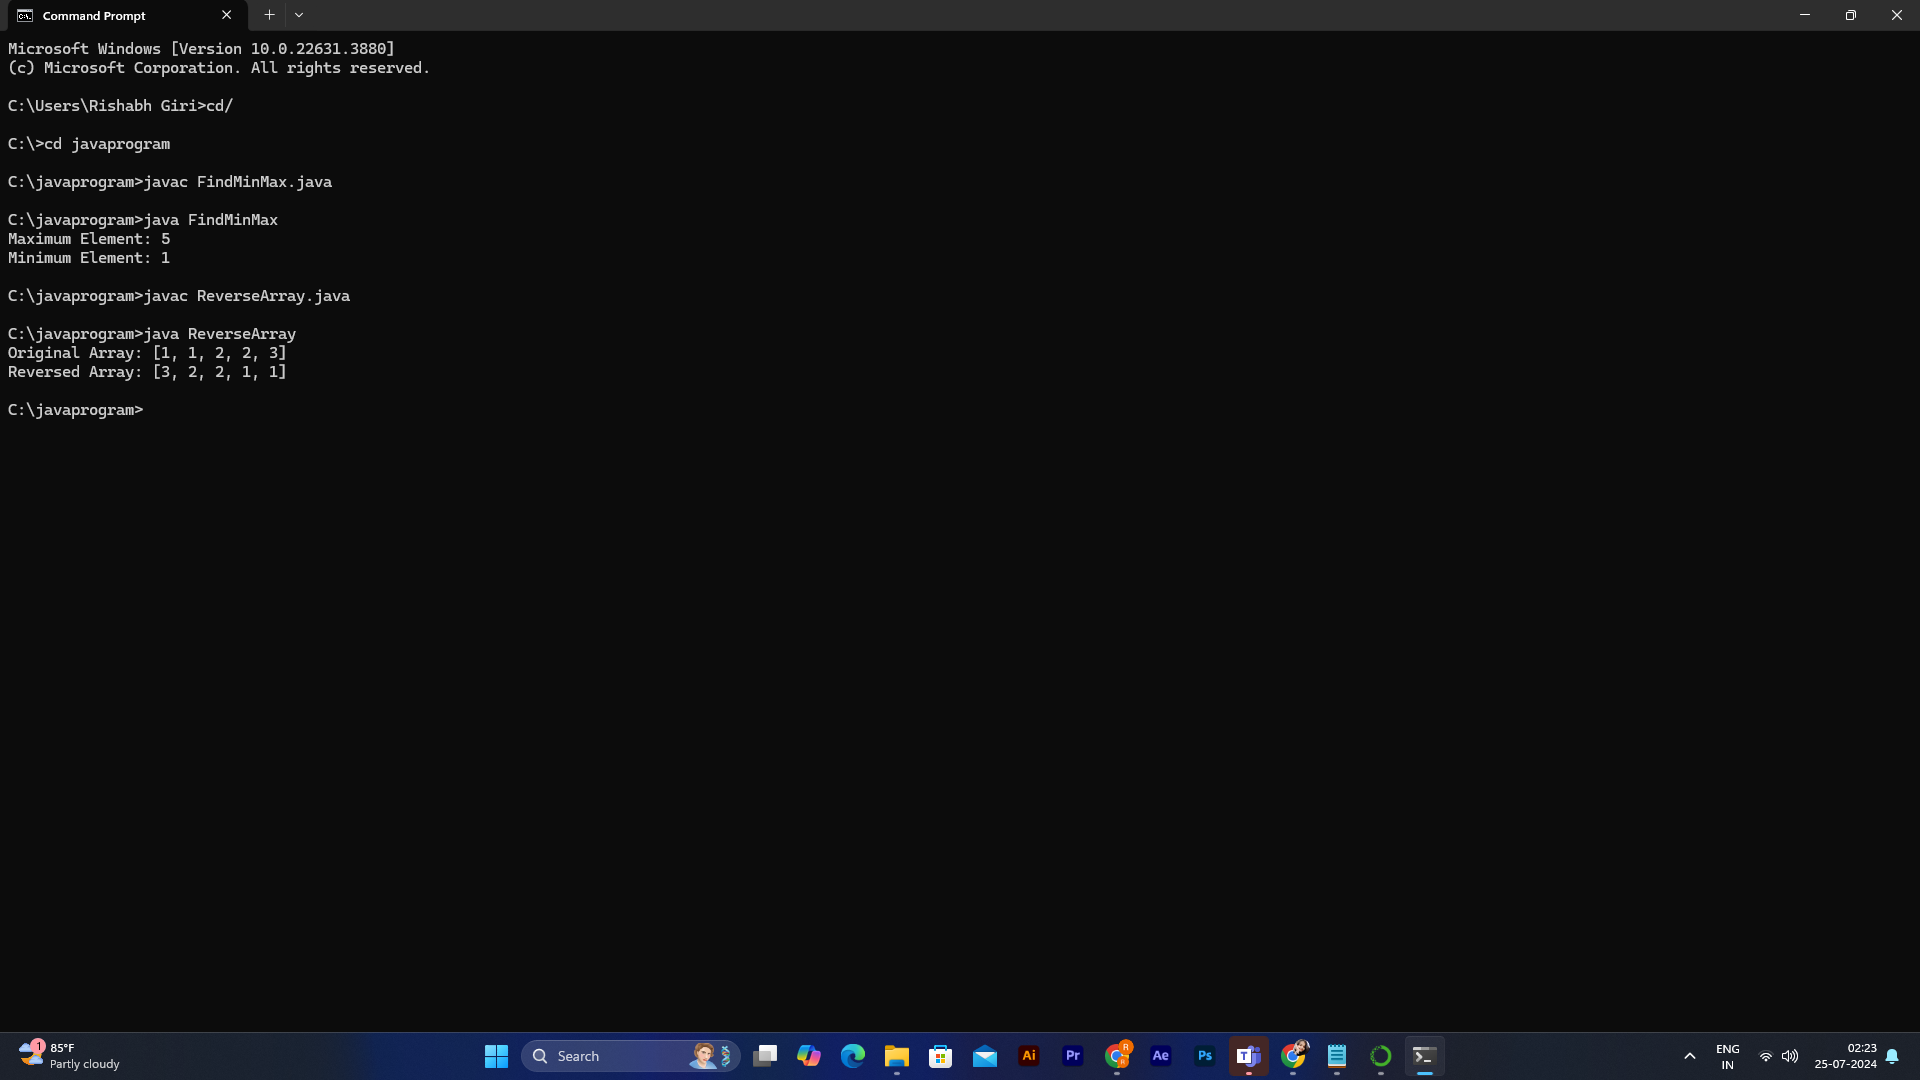 Command Prompt
Microsoft Windows [Version 10.0.22631.3880]
(c) Microsoft Corporation. All rights reserved.
C:\Users\Rishabh Giri>cd/
C:\>cd javaprogram
C:\javaprogram>javac FindMinMax.java
C:\javaprogram>java FindMinMax
Maximum Element: 5
Minimum Element: 1
C:\javaprogram>javac ReverseArray.java
C:\javaprogram>java ReverseArray
Original Array: [1, 1, 2, 2, 3]
Reversed Array: [3, 2, 2, 1, 1]
C:\javaprogram>
1
85°F
Partly cloudy
Search
Ai
Pr
R
Ae
Ps
T
ENG
IN
02:23
25-07-2024